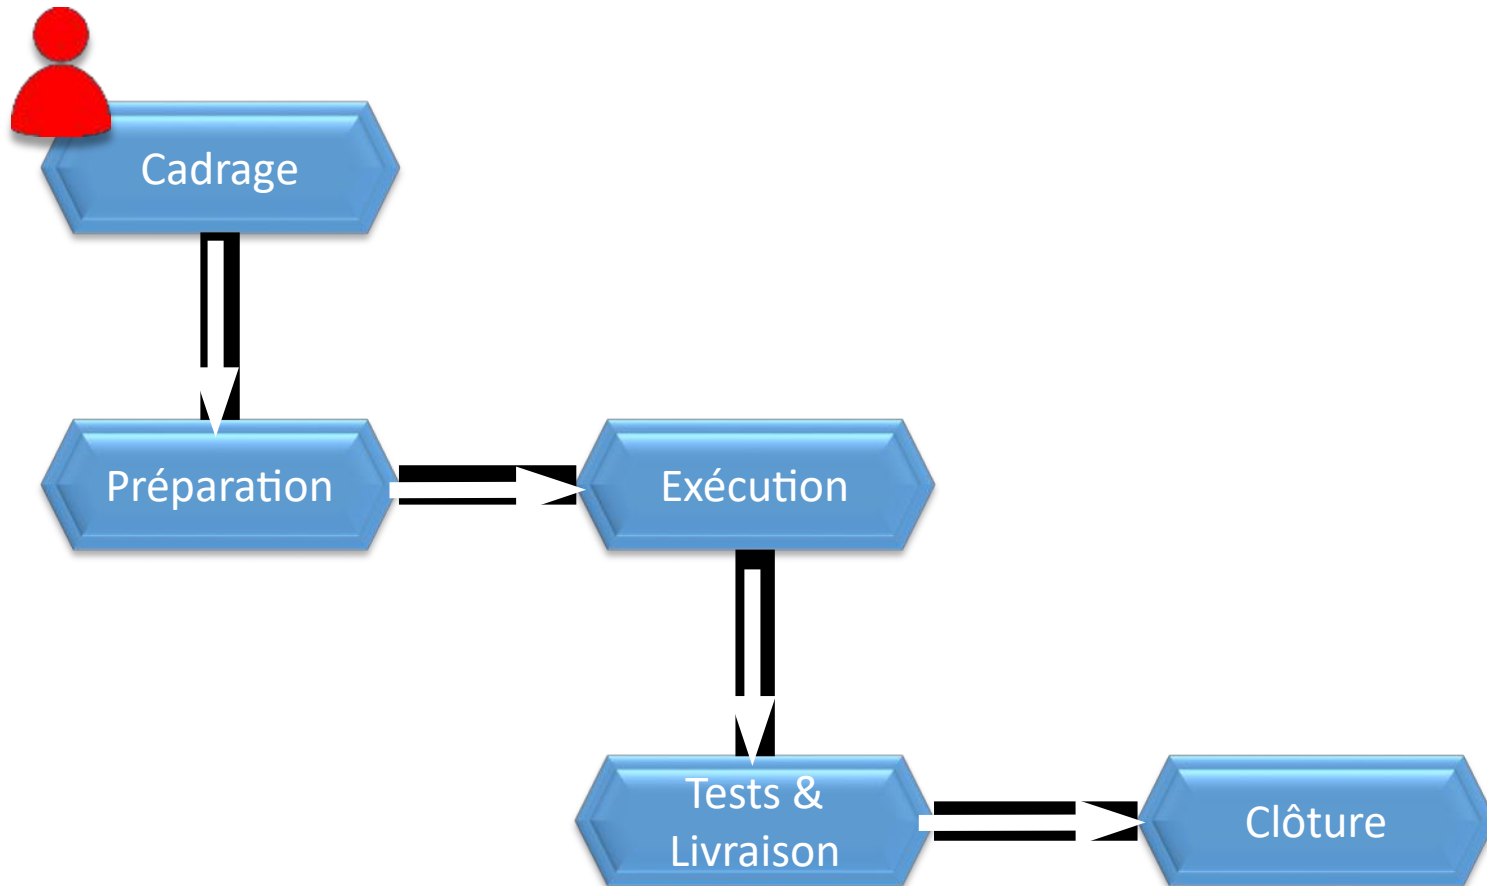 Cadrage
Préparation
Exécution
Tests &
Livraison
Clôture